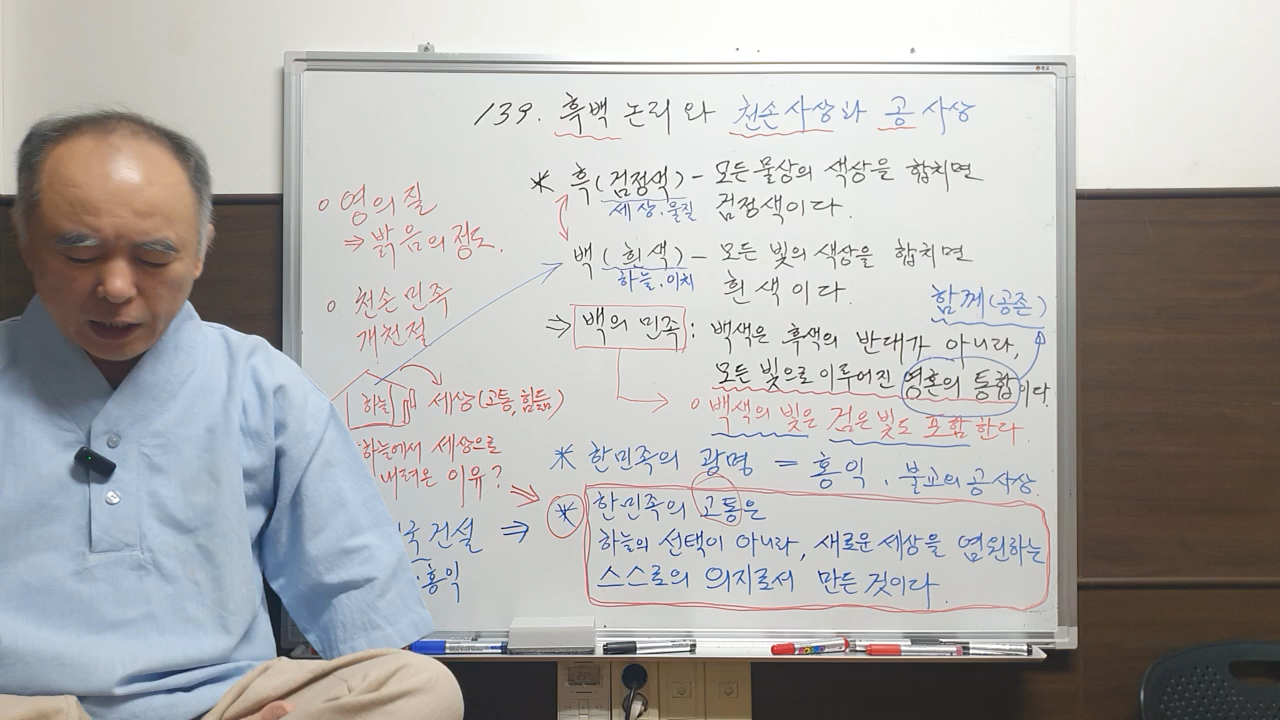 139. 흑백 논리와 천손사상과 공 사상
* 흑(검정색) - 모든 물상의 색상을 합치면
세상.물질 검정색이다.
백(흰색) - 모든 빛의 색상을 합치면
하늘.이치 흰색이다.
함께(공존)
⇒ 백의 민족 : 백색은 흑색의 반대가 아니라,
모든 빛으로 이루어진 영혼의 통합이다.
○ 백색의 빛은 검은빛도 포함한다.
* 한민족의 광명 = 홍익, 불교의 공사상.
* 한민족의 고통은
하늘의 선택이 아니라, 새로운 세상을 염원하는
스스로의 의지로서 만든 것이다.
○ 영의 질
⇒ 밝음의 정도.
○ 천손 민족
개천절
하늘 세상(고통, 힘듦)
하늘에서 세상으로
내려온 이유?
국 건설 ⇒
.홍익